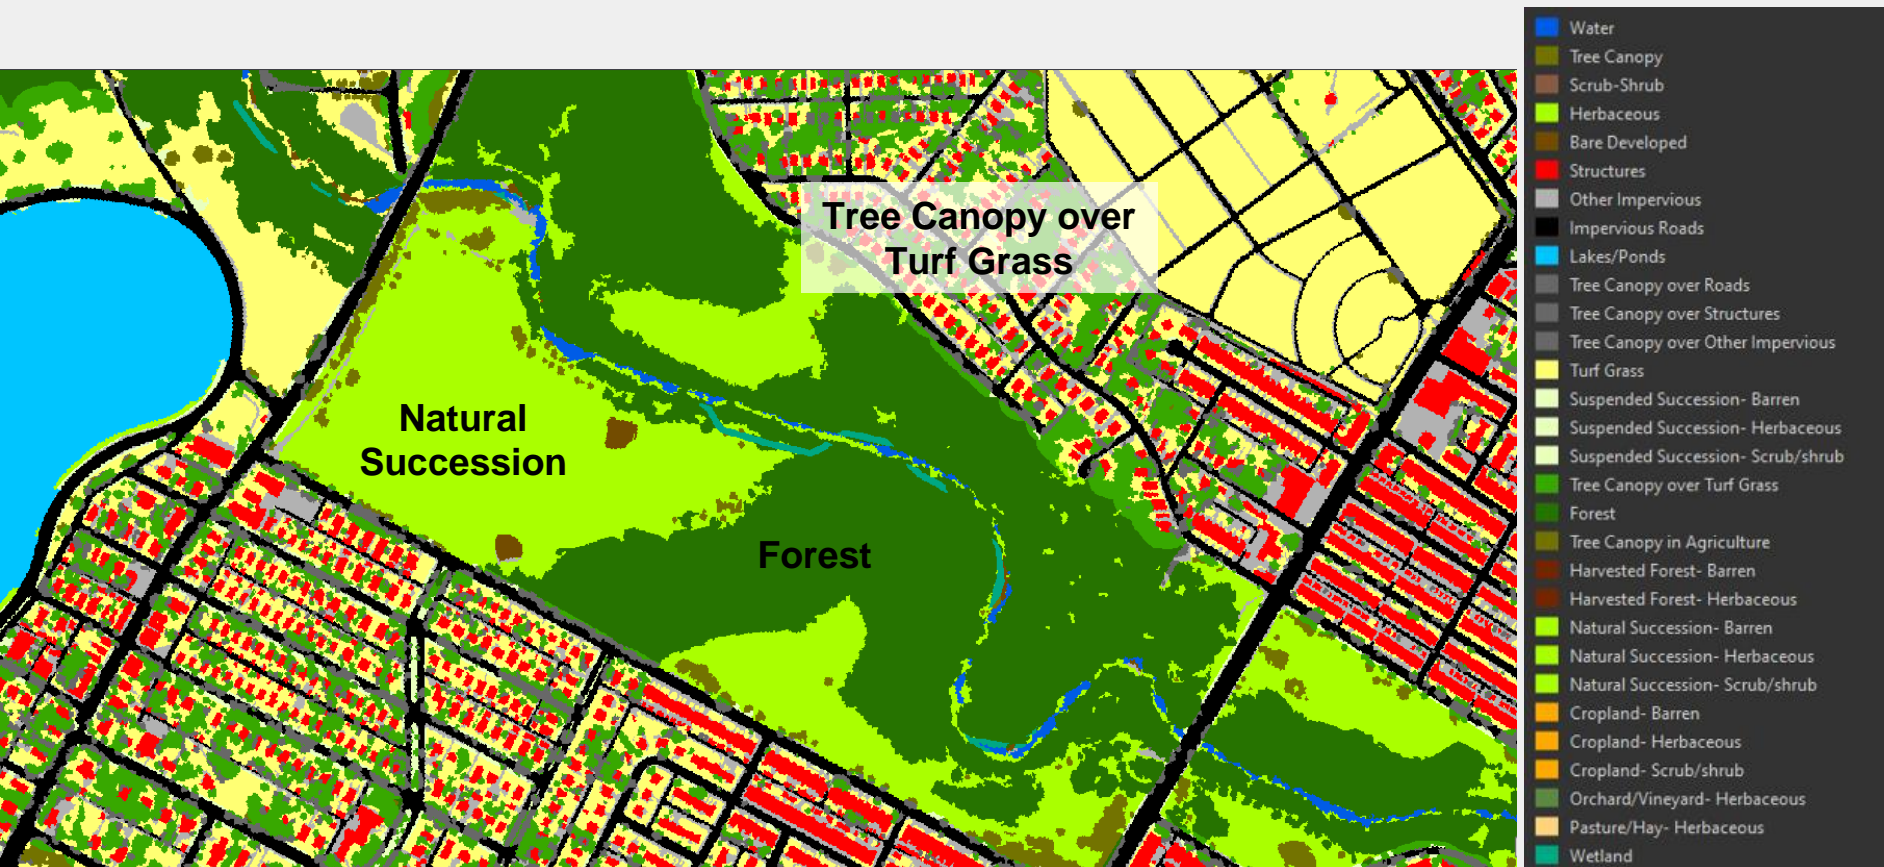 Tree Canopy over
Turf Grass
Natural
Succession
Forest
Water
Tree Canopy
Scrub-Shrub
Herbaceous
Bare Developed
Structures
Other Impervious
Impervious Roads
Lakes/Ponds
Tree Canopy over Roads
Tree Canopy over Structures
Tree Canopy over Other Impervious
Turf Grass
Suspended Succession- Barren
Suspended Succession- Herbaceous
Suspended Succession- Scrub/shrub
Tree Canopy over Turf Grass
Forest
Tree Canopy in Agriculture
Harvested Forest- Barren
Harvested Forest- Herbaceous
Natural Succession- Barren
Natural Succession- Herbaceous
Natural Succession- Scrub/shrub
Cropland- Barren
Cropland- Herbaceous
Cropland- Scrub/shrub
Orchard/Vineyard- Herbaceous
Pasture/Hay- Herbaceous
Wetland